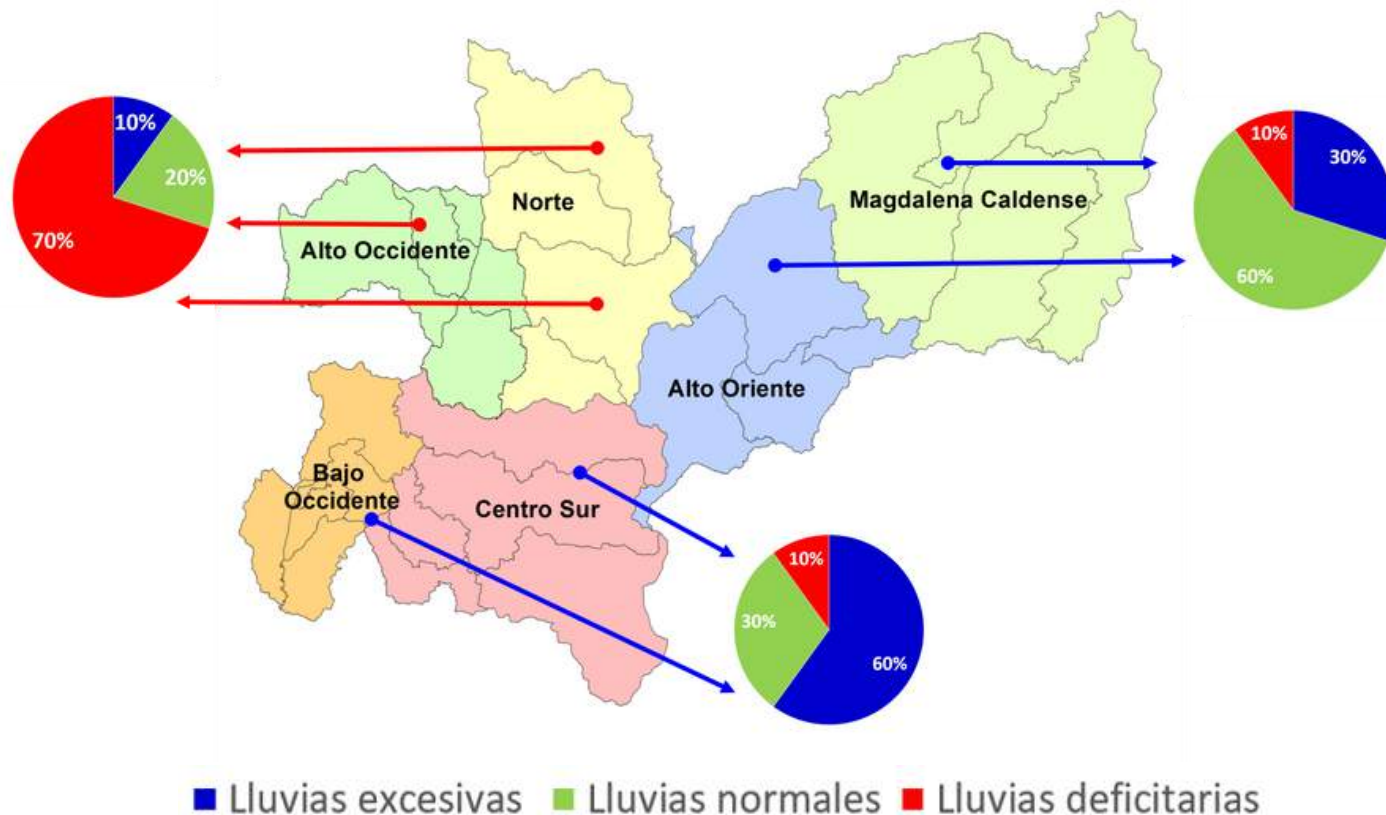 10%
20%
70%
Norte
Alto Occidente
Magdalena Caldense
10%
30%
60%
Alto Oriente
Bajo
Occidente
Centro Sur
10%
30%
60%
Lluvias excesivas
Lluvias normales
Lluvias deficitarias